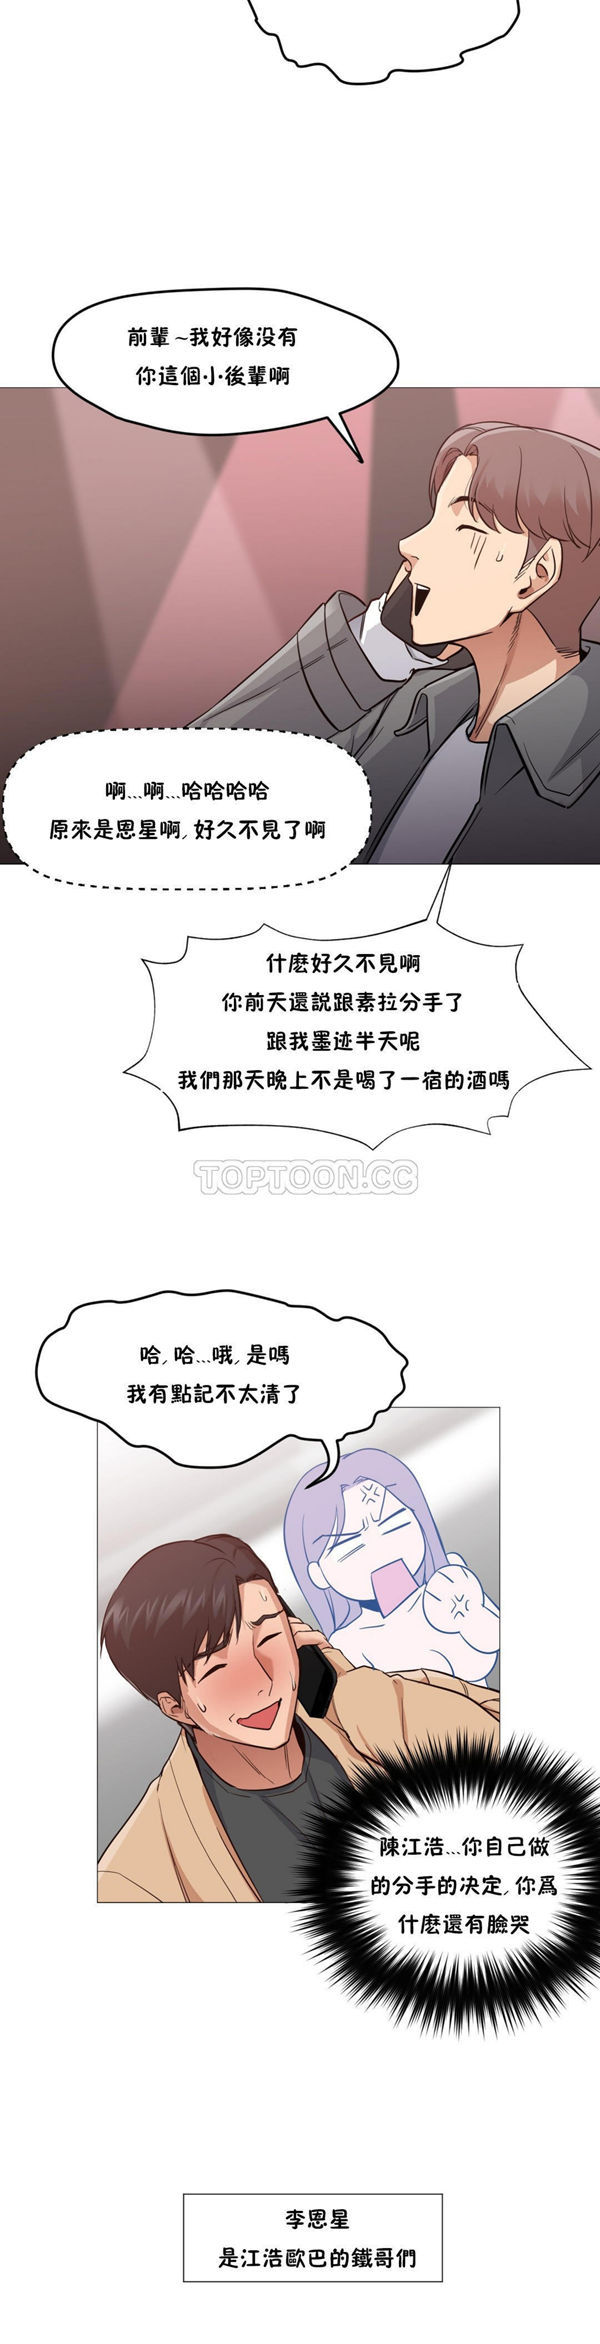 前輩~我好像没有
你這個小後輩啊
啊...啊...哈哈哈哈
原來是恩星啊,好久不見了啊
什麽好久不見啊
你前天還説跟素拉分手了
跟我墨迹半天呢
我們那天晚上不是喝了一宿的酒嗎
TOPTOON.CC
哈,哈...哦,是嗎
我有點記不太清了
陳江浩...你自己做
的分手的决定,你爲
什麽還有臉哭
李恩星
是江浩歐巴的鐵哥們